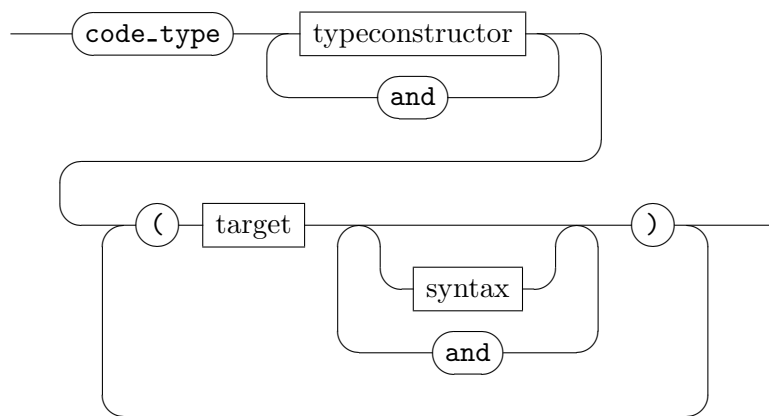 code_type typeconstructor
and
( target )
syntax
and